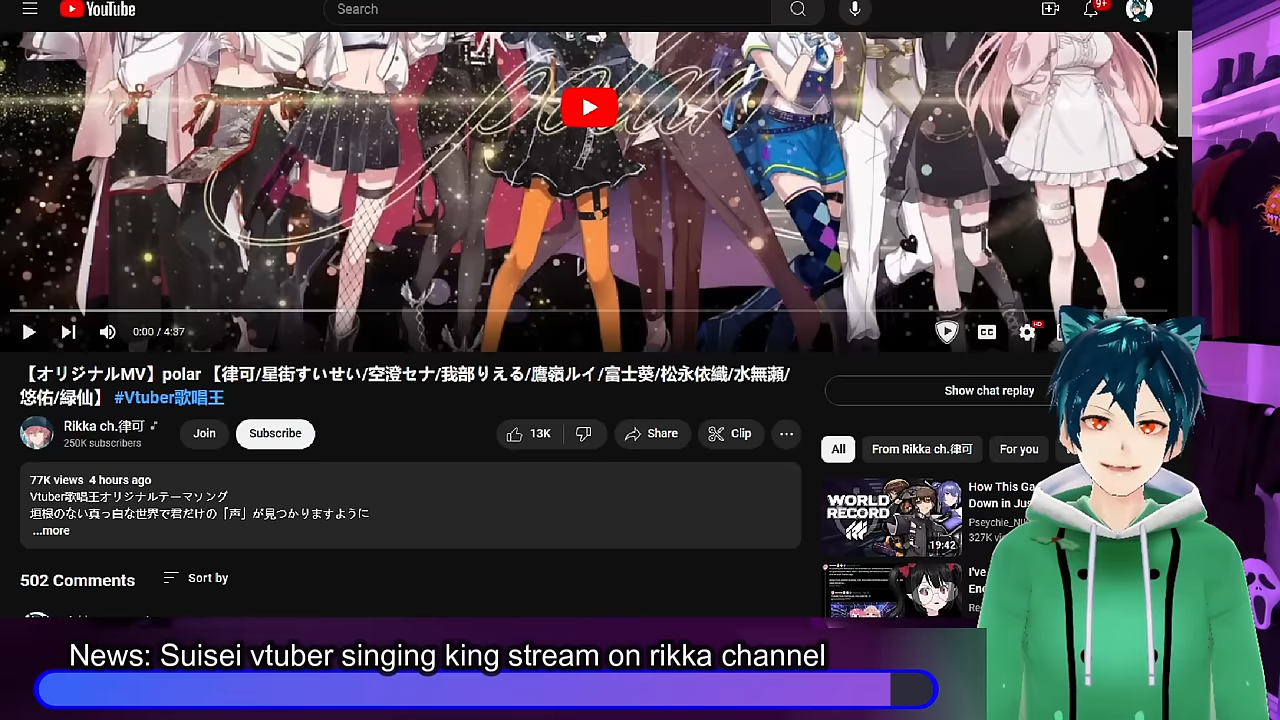 YouTube
Search
9+
polar
0:00 / 4:37
CC
HD
【オリジナルMV】polar 【律可/星街すいせい/空澄セナ/我部りえる/鷹嶺ルイ/富士葵/松永依織/水無瀬/
悠佑/緑仙】 #Vtuber歌唱王
Rikka ch.律可
250K subscribers
Join
Subscribe
13K
Share
Clip
Show chat replay
77K views 4 hours ago
Vtuber歌唱王オリジナルテーマソング
垣根のない真っ白な世界で君だけの「声」が見つかりますように
...more
All
From Rikka ch.律可
For you
WORLD
RECORD
19:42
How This Ga
Down in Jus
327K
I've
502 Comments
Sort by
News: Suisei vtuber singing king stream on rikka channel